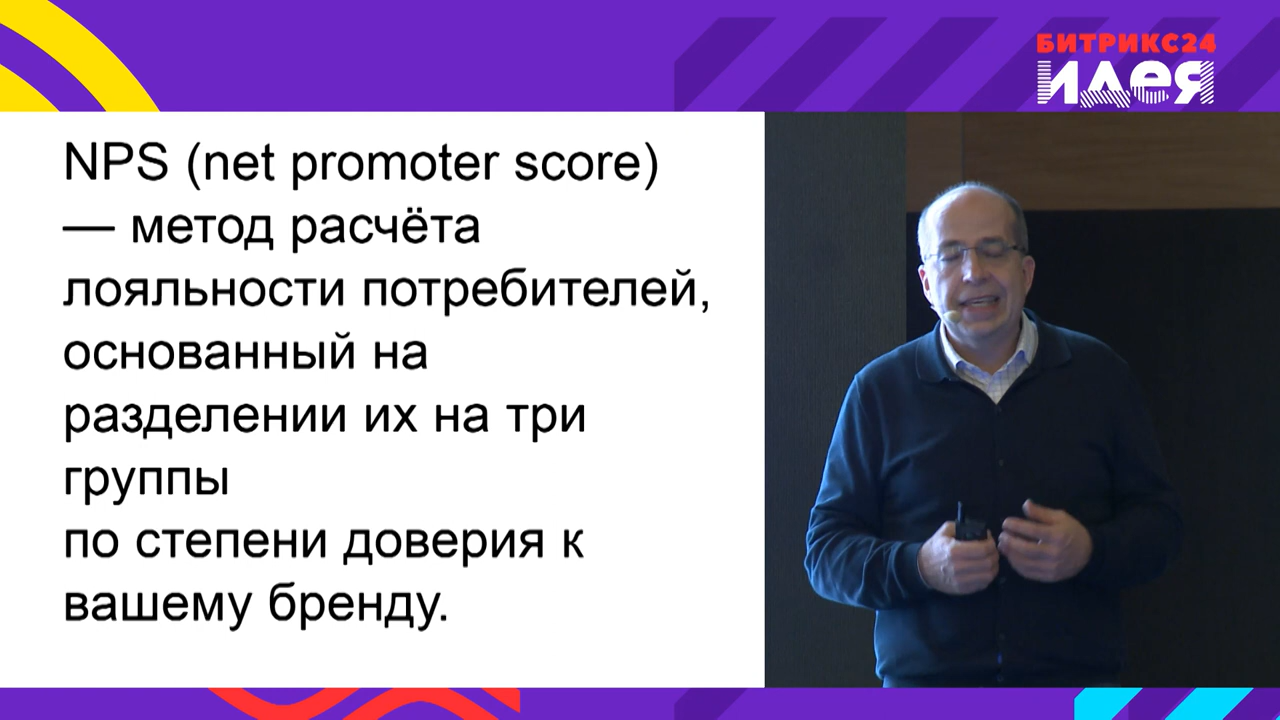 БИТРИКС24
идея
NPS (net promoter score)
— метод расчёта
лояльности потребителей,
основанный на
разделении их на три
группы
по степени доверия к
вашему бренду.